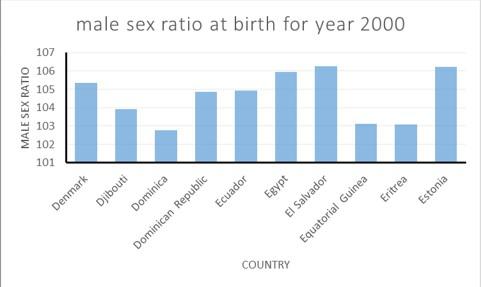 male sex ratio at birth for year 2000
MALE SEX RATIO
107
106
105
104
103
102
101
Denmark
Djibouti
Dominica
Dominican Republic
Ecuador
Egypt
El Salvador
Equatorial Guinea
Eritrea
Estonia
COUNTRY